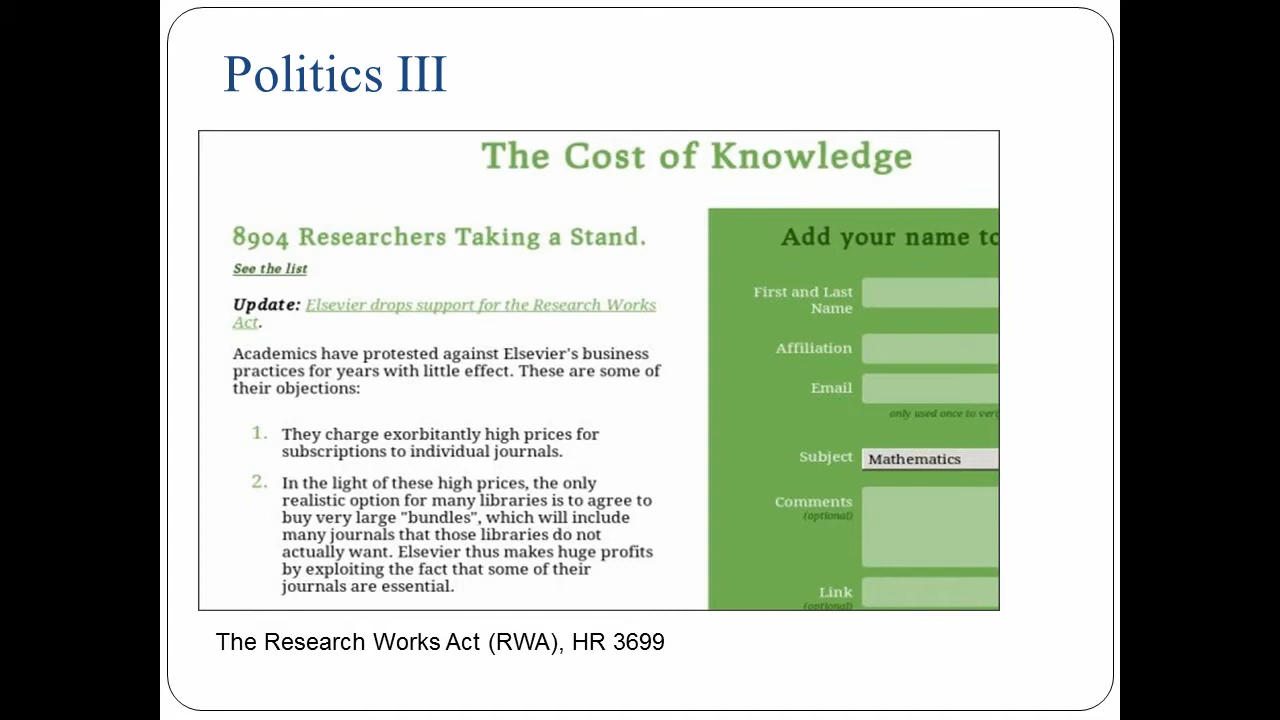 Politics III
The Cost of Knowledge
8904 Researchers Taking a Stand.
See the list
Update: Elsevier drops support for the Research Works
Act.
Academics have protested against Elsevier's business
practices for years with little effect. These are some of
their objections:
1. They charge exorbitantly high prices for
subscriptions to individual journals.
2. In the light of these high prices, the only
realistic option for many libraries is to agree to
buy very large "bundles", which will include
many journals that those libraries do not
actually want. Elsevier thus makes huge profits
by exploiting the fact that some of their
journals are essential.
Add your name to
First and Last
Name
Affiliation
Email
only used once to veri
Subject
Mathematics
Comments
(optional)
Link
(optional)
The Research Works Act (RWA), HR 3699